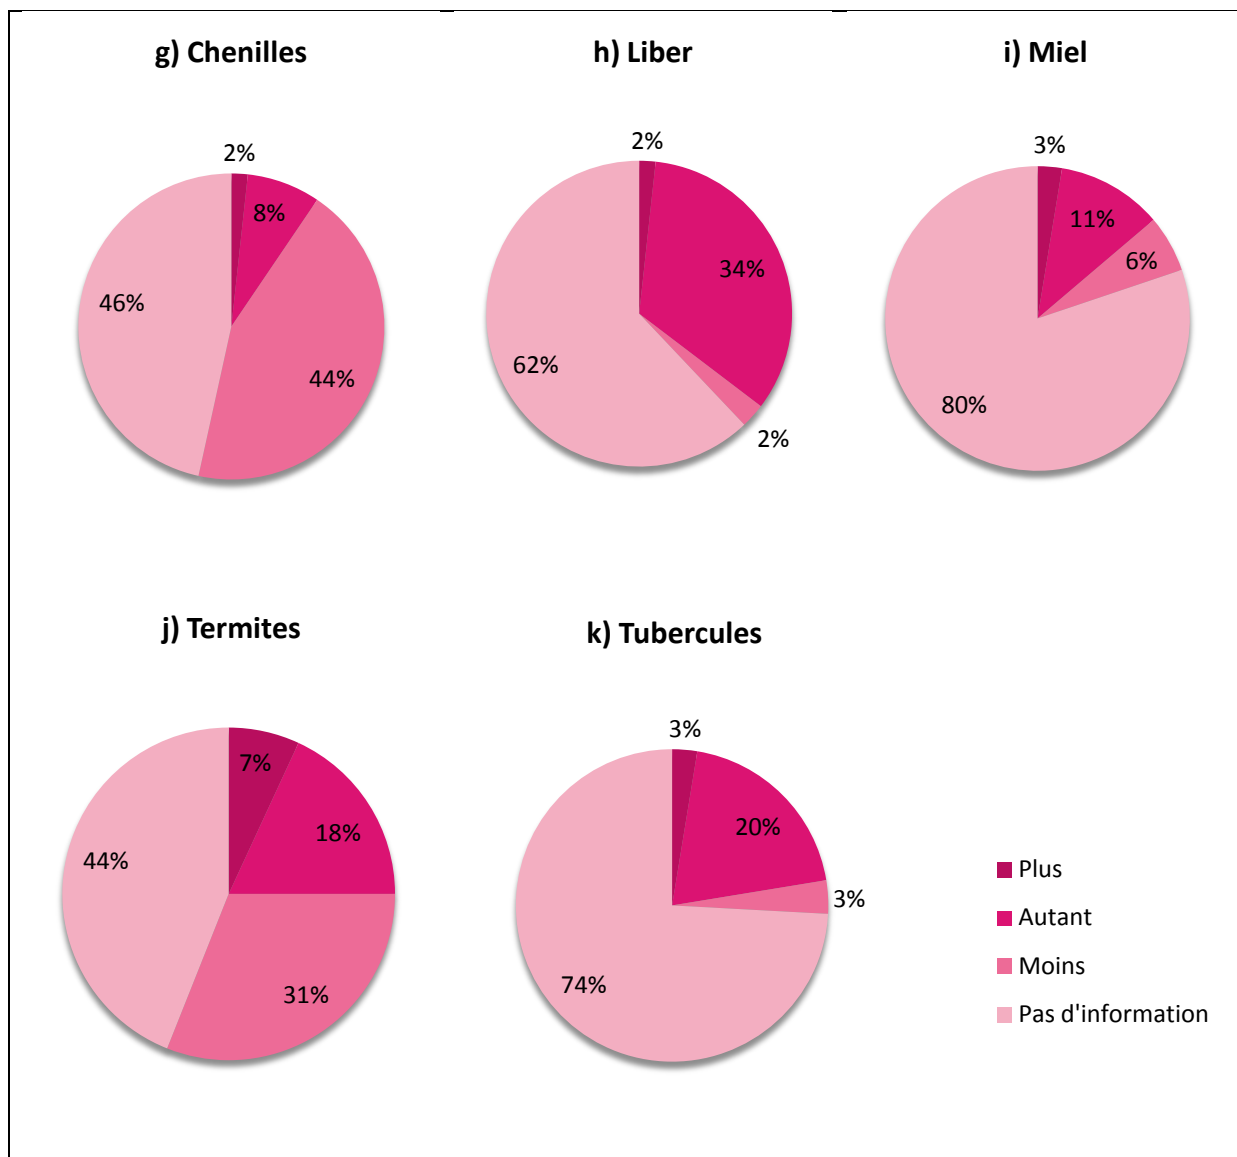 g) Chenilles
2%
8%
46%
44%
h) Liber
2%
34%
62%
2%
i) Miel
3%
11%
6%
80%
j) Termites
7%
18%
44%
31%
k) Tubercules
3%
20%
3%
74%
Plus
Autant
Moins
Pas d'information